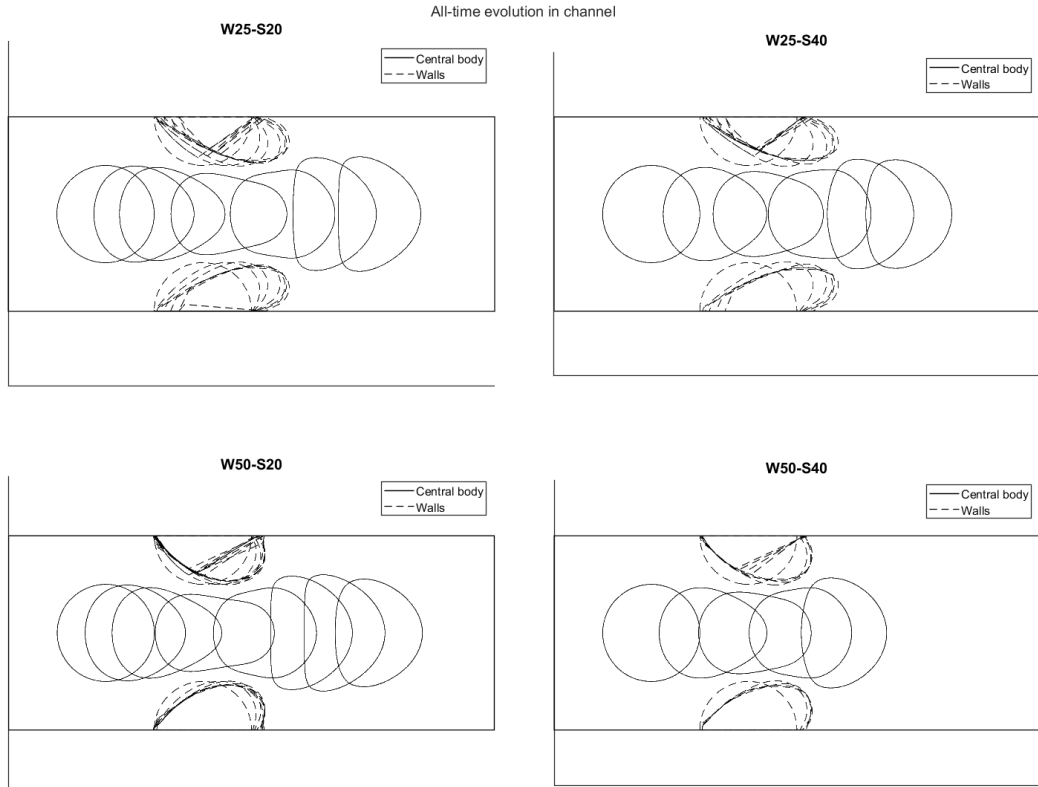 All-time evolution in channel
W25-S20
Central body
Walls
W25-S40
Central body
Walls
W50-S20
Central body
Walls
W50-S40
Central body
Walls